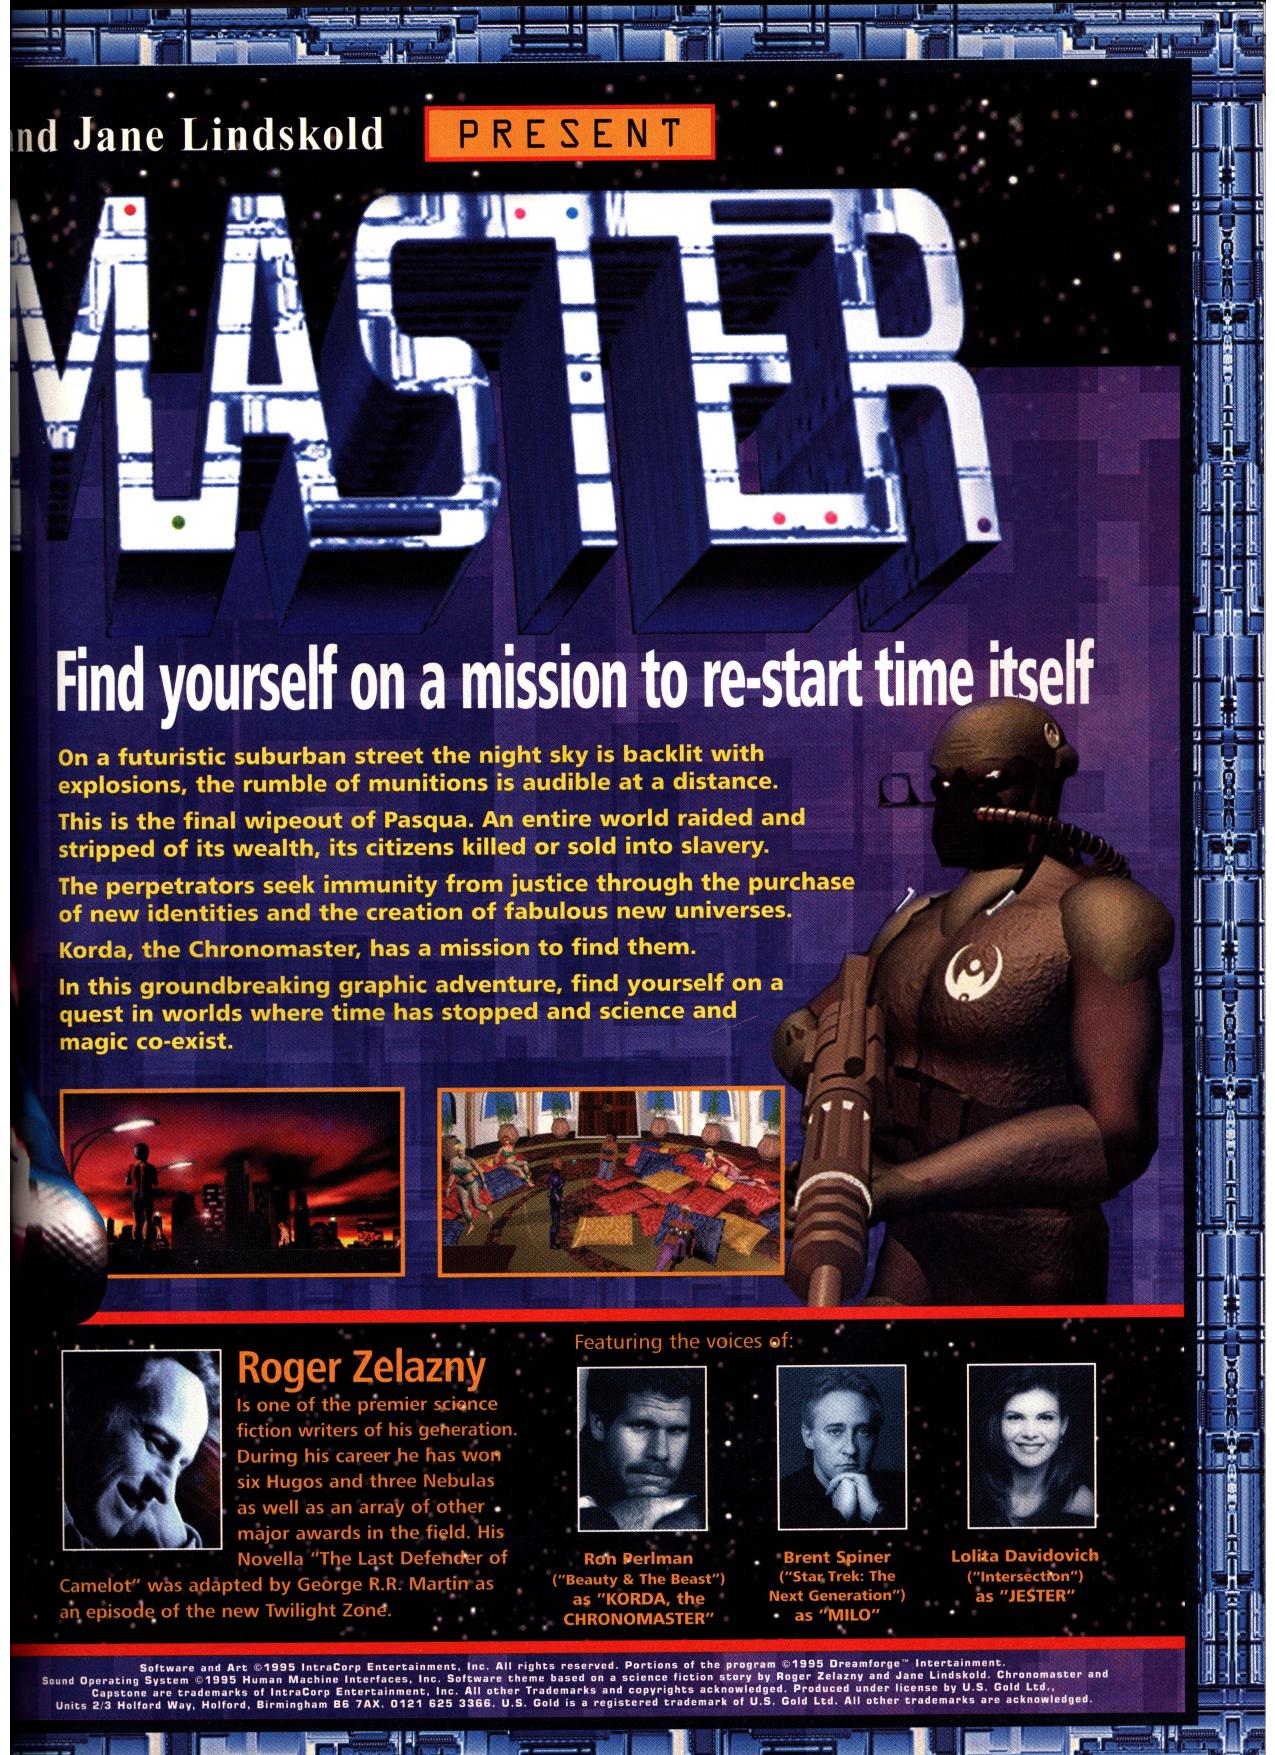 nd Jane Lindskold PRESENT
MASTER
Find yourself on a mission to re-start time itself
On a futuristic suburban street the night sky is backlit with
explosions, the rumble of munitions is audible at a distance.
This is the final wipeout of Pasqua. An entire world raided and
stripped of its wealth, its citizens killed or sold into slavery.
The perpetrators seek immunity from justice through the purchase
of new identities and the creation of fabulous new universes.
Korda, the Chronomaster, has a mission to find them.
In this groundbreaking graphic adventure, find yourself on a
quest in worlds where time has stopped and science and
magic co-exist.
Roger Zelazny
Is one of the premier science
fiction writers of his generation.
During his career he has won
six Hugos and three Nebulas
as well as an array of other
major awards in the field. His
Novella "The Last Defender of
Camelot" was adapted by George R.R. Martin as
an episode of the new Twilight Zone.
Featuring the voices of:
Ron Perlman
("Beauty & The Beast")
as "KORDA, the
CHRONOMASTER"
Brent Spiner
("Star Trek: The
Next Generation")
as "MILO"
Lolita Davidovich
("Intersection")
as "JESTER"
Software and Art ©1995 IntraCorp Entertainment, Inc. All rights reserved. Portions of the program ©1995 Dreamforge™ Intertainment.
Sound Operating System ©1995 Human Machine Interfaces, Inc. Software theme based on a science fiction story by Roger Zelazny and Jane Lindskold. Chronomaster and
Capstone are trademarks of IntraCorp Entertainment, Inc. All other Trademarks and copyrights acknowledged. Produced under license by U.S. Gold Ltd.,
Units 2/3 Holford Way, Holford, Birmingham B6 7AX. 0121 625 3366. U.S. Gold is a registered trademark of U.S. Gold Ltd. All other trademarks are acknowledged.